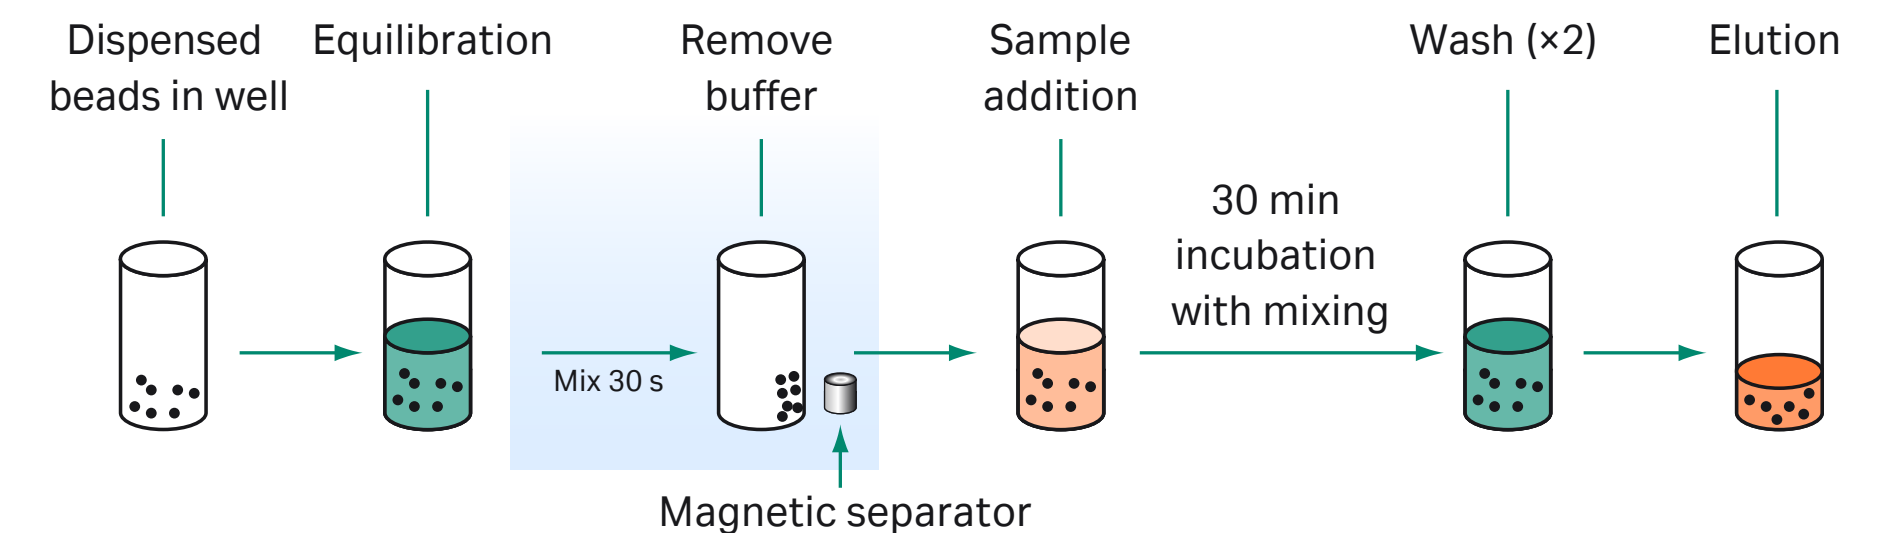 Dispensed
beads in well
Equilibration
Remove
buffer
Sample
addition
Wash (×2)
Elution
30 min
incubation
with mixing
Mix 30 s
Magnetic separator